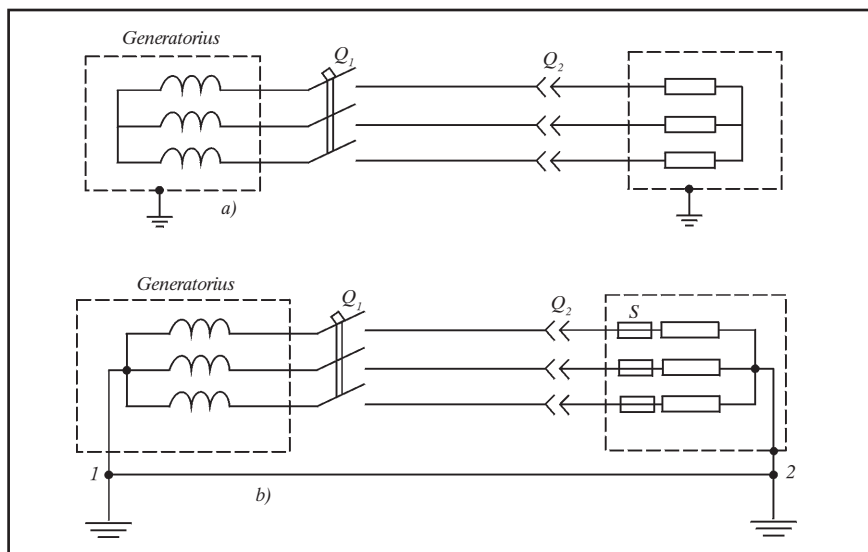 Generatorius
Q1
Q2
a)
Generatorius
Q1
Q2
S
1
2
b)